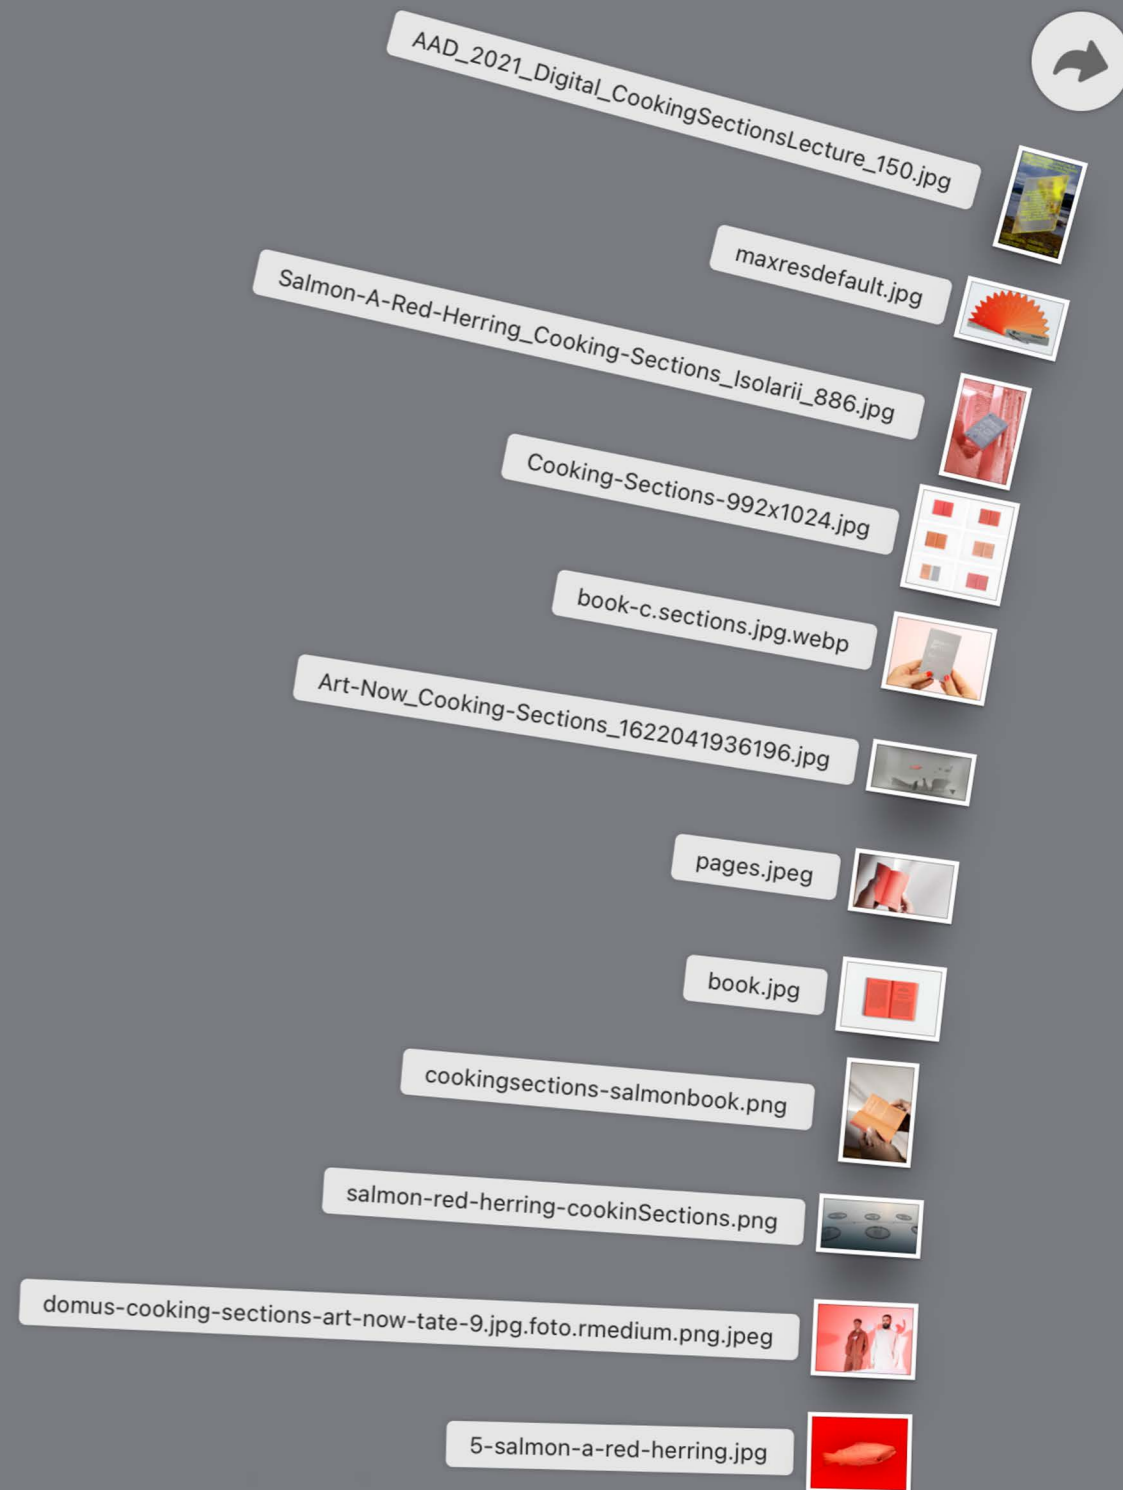 AAD_2021_Digital_CookingSectionsLecture_150.jpg
maxresdefault.jpg
Salmon-A-Red-Herring_Cooking-Sections_Isolarii_886.jpg
Cooking-Sections-992x1024.jpg
book-c.sections.jpg.webp
Art-Now_Cooking-Sections_1622041936196.jpg
pages.jpeg
book.jpg
cookingsections-salmonbook.png
salmon-red-herring-cookinSections.png
domus-cooking-sections-art-now-tate-9.jpg.foto.rmedium.png.jpeg
5-salmon-a-red-herring.jpg